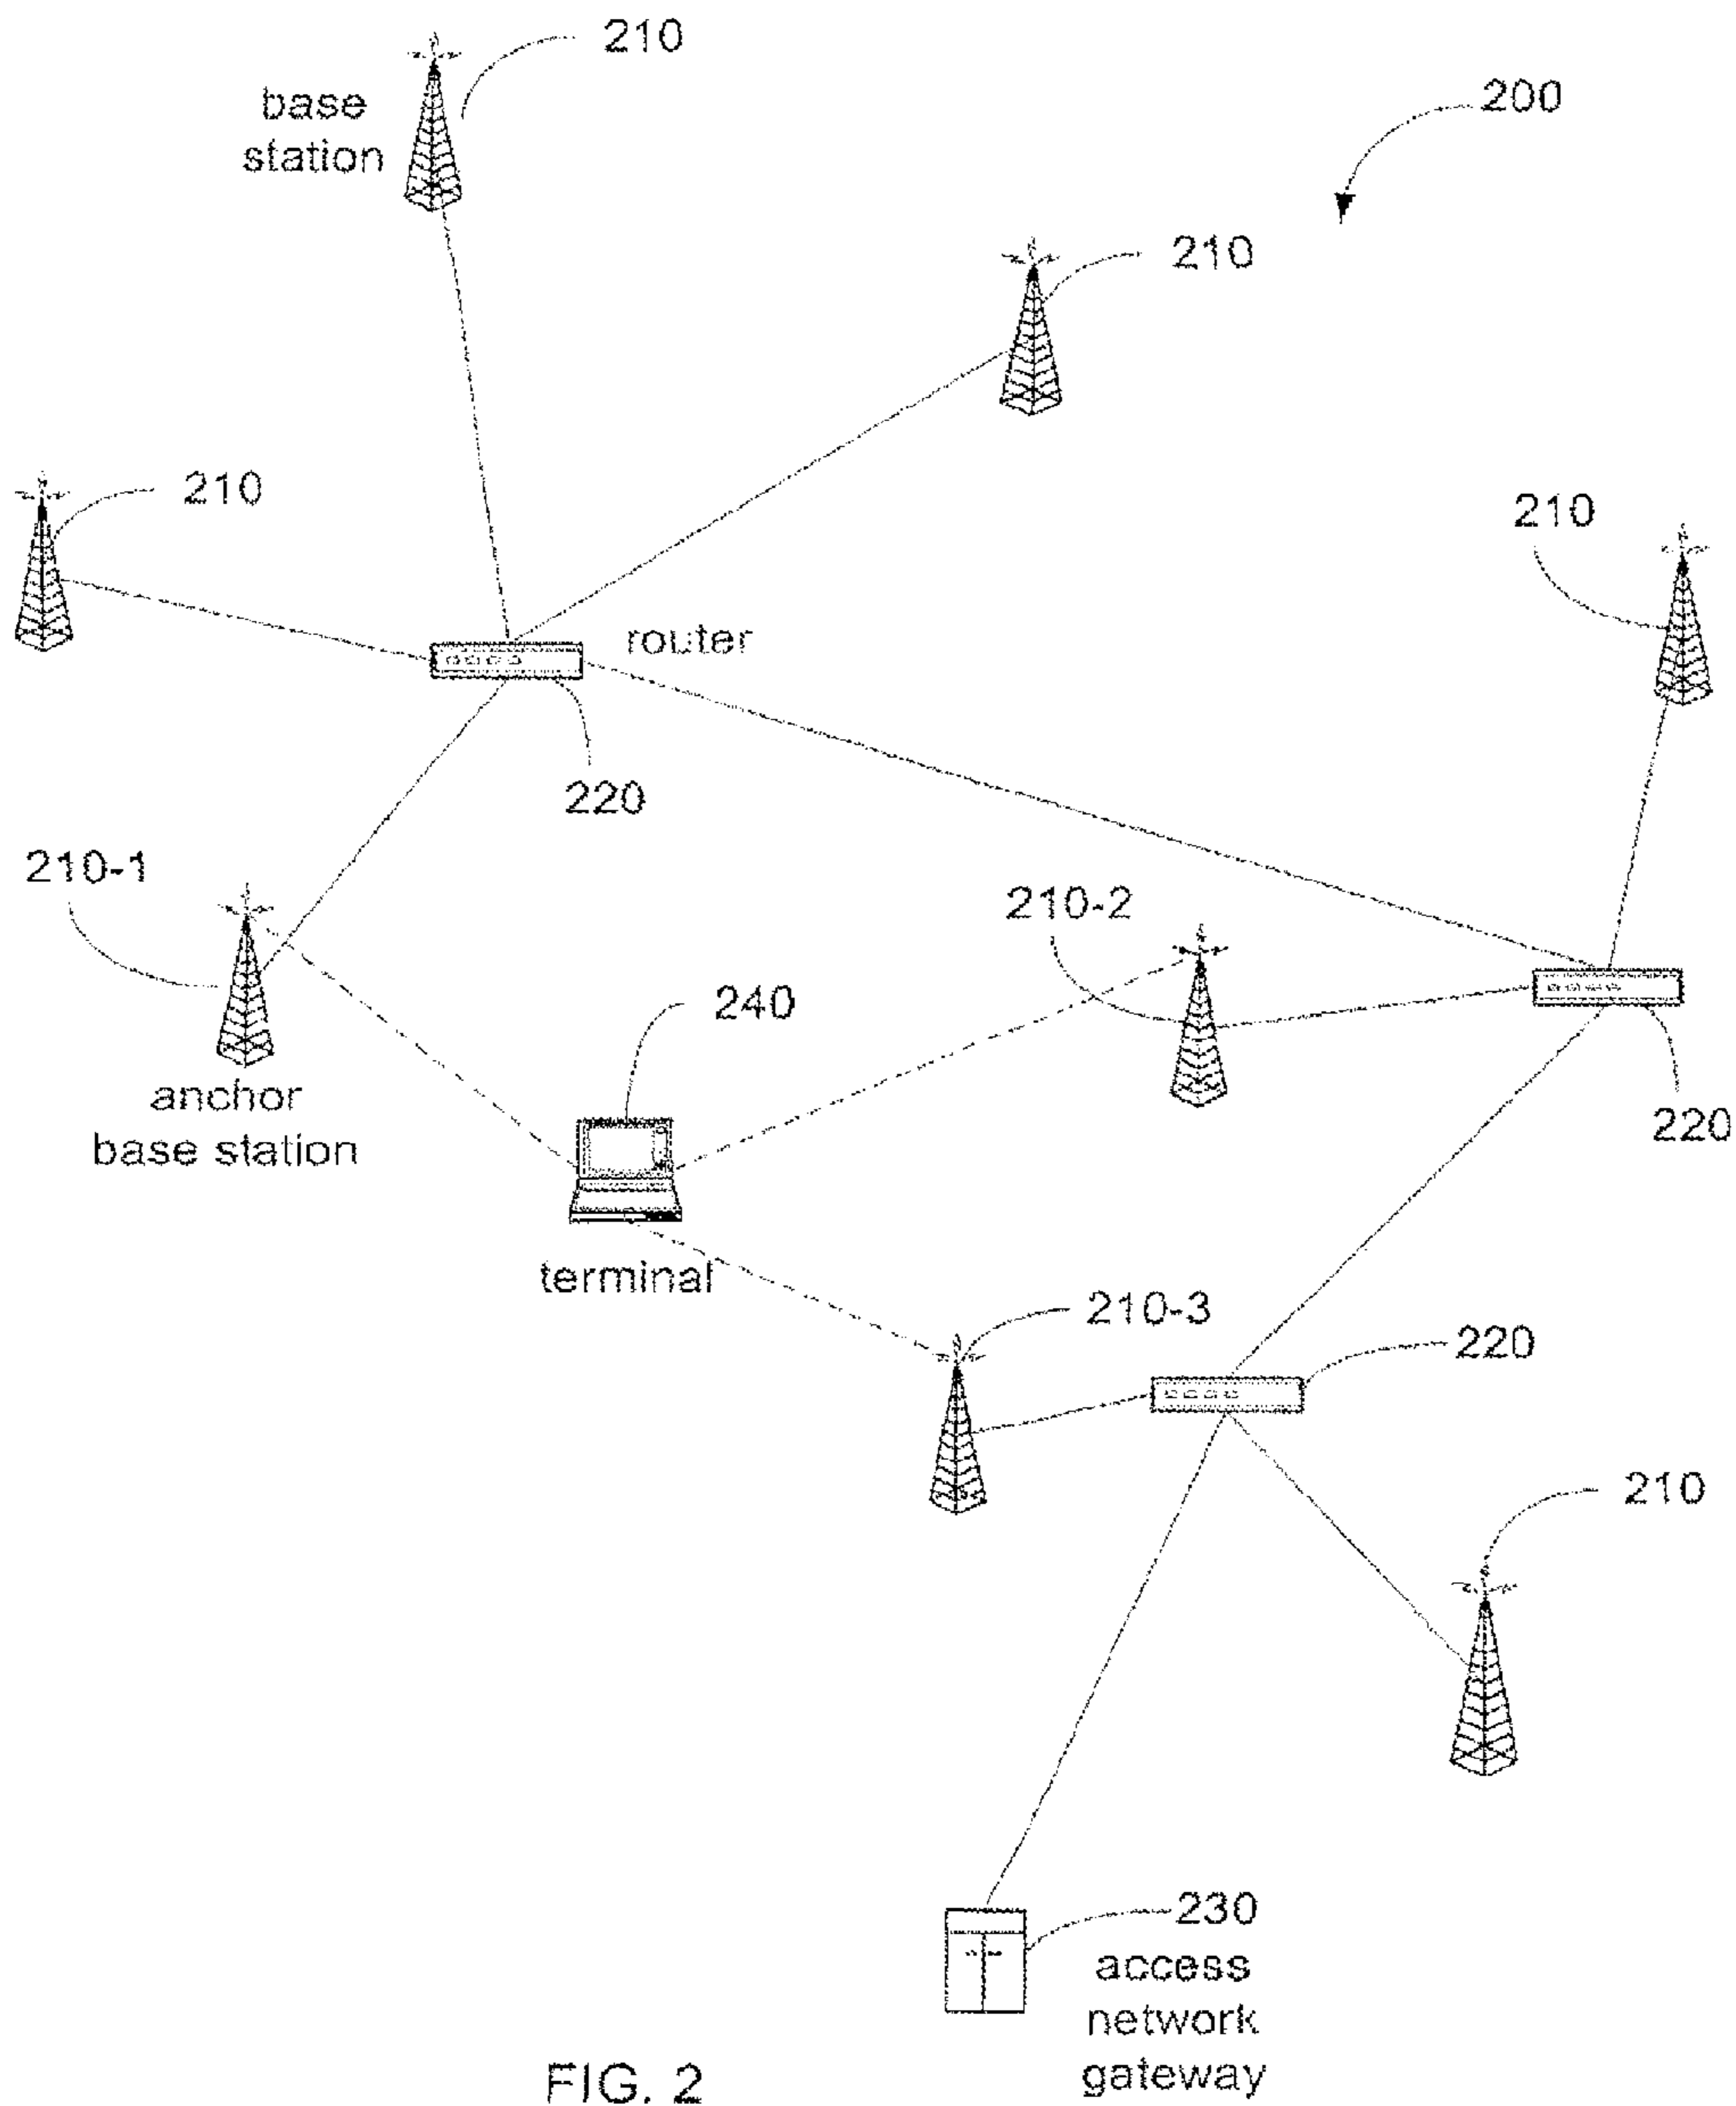 210
base
station
200
210
210
210
router
220
210-1
210-2
240
anchor
base station
220
terminal
210-3
220
210
230
access
network
gateway
FIG. 2